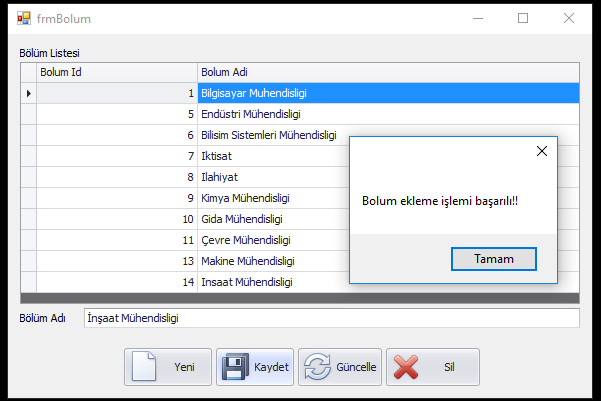 frmBolum
Bölüm Listesi
Bolum Id Bolum Adi
1 Bilgisayar Muhendisligi
5 Endüstri Mühendisligi
6 Bilisim Sistemleri Mühendisligi
7 Iktisat
8 Ilahiyat
9 Kimya Mühendisligi
10 Gida Mühendisligi
11 Çevre Muhendisligi
13 Makine Mühendisligi
14 Insaat Mühendisligi
Bolum ekleme işlemi başarılı!!
Tamam
Bölüm Adı İnşaat Mühendisligi
Yeni Kaydet Güncelle Sil